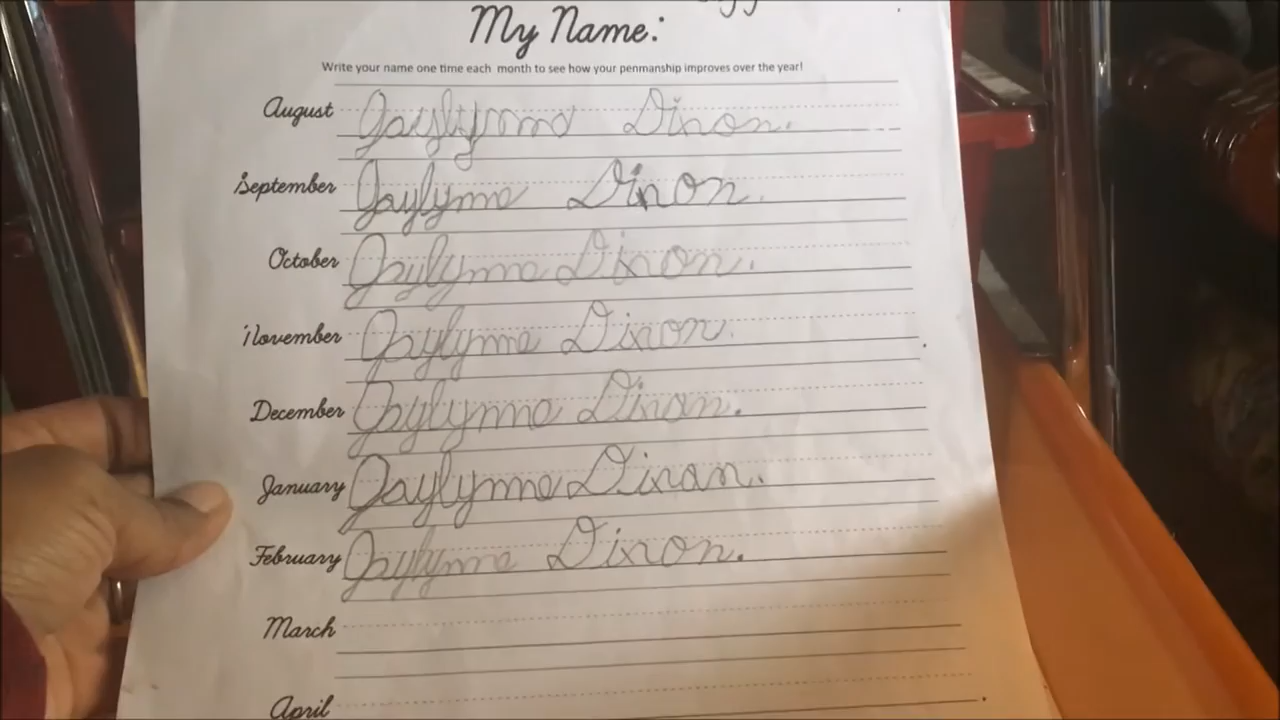 My Name:
Write your name one time each month to see how your penmanship improves over the year!
August Jaylynne Dixon.
September Jaylynne Dixon.
October Jaylynne Dixon.
November Jaylynne Dixon.
December Jaylynne Dixon.
January Jaylynne Dixon.
February Jaylynne Dixon.
March
April